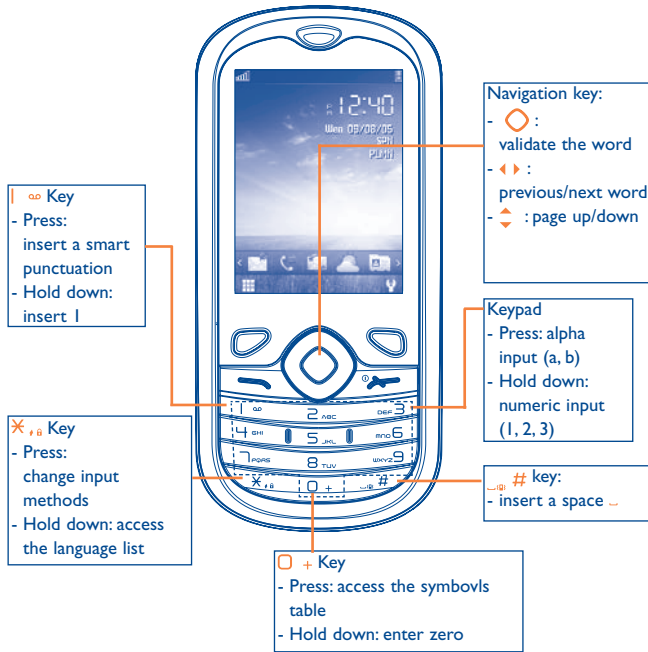 12:40
Wen 09/08/05
SPN
PLMN
Navigation key:
- :
validate the word
- :
previous/next word
- : page up/down
1 Key
- Press:
insert a smart
punctuation
- Hold down:
insert 1
Keypad
- Press: alpha
input (a, b)
- Hold down:
numeric input
(1, 2, 3)
1 2 ABC DEF 3
4 GHI 5 JKL MNO 6
7 PQRS 8 TUV WXYZ 9
* 0 + #
* Key
- Press:
change input
methods
- Hold down: access
the language list
# key:
- insert a space
0 + Key
- Press: access the symbovls
table
- Hold down: enter zero